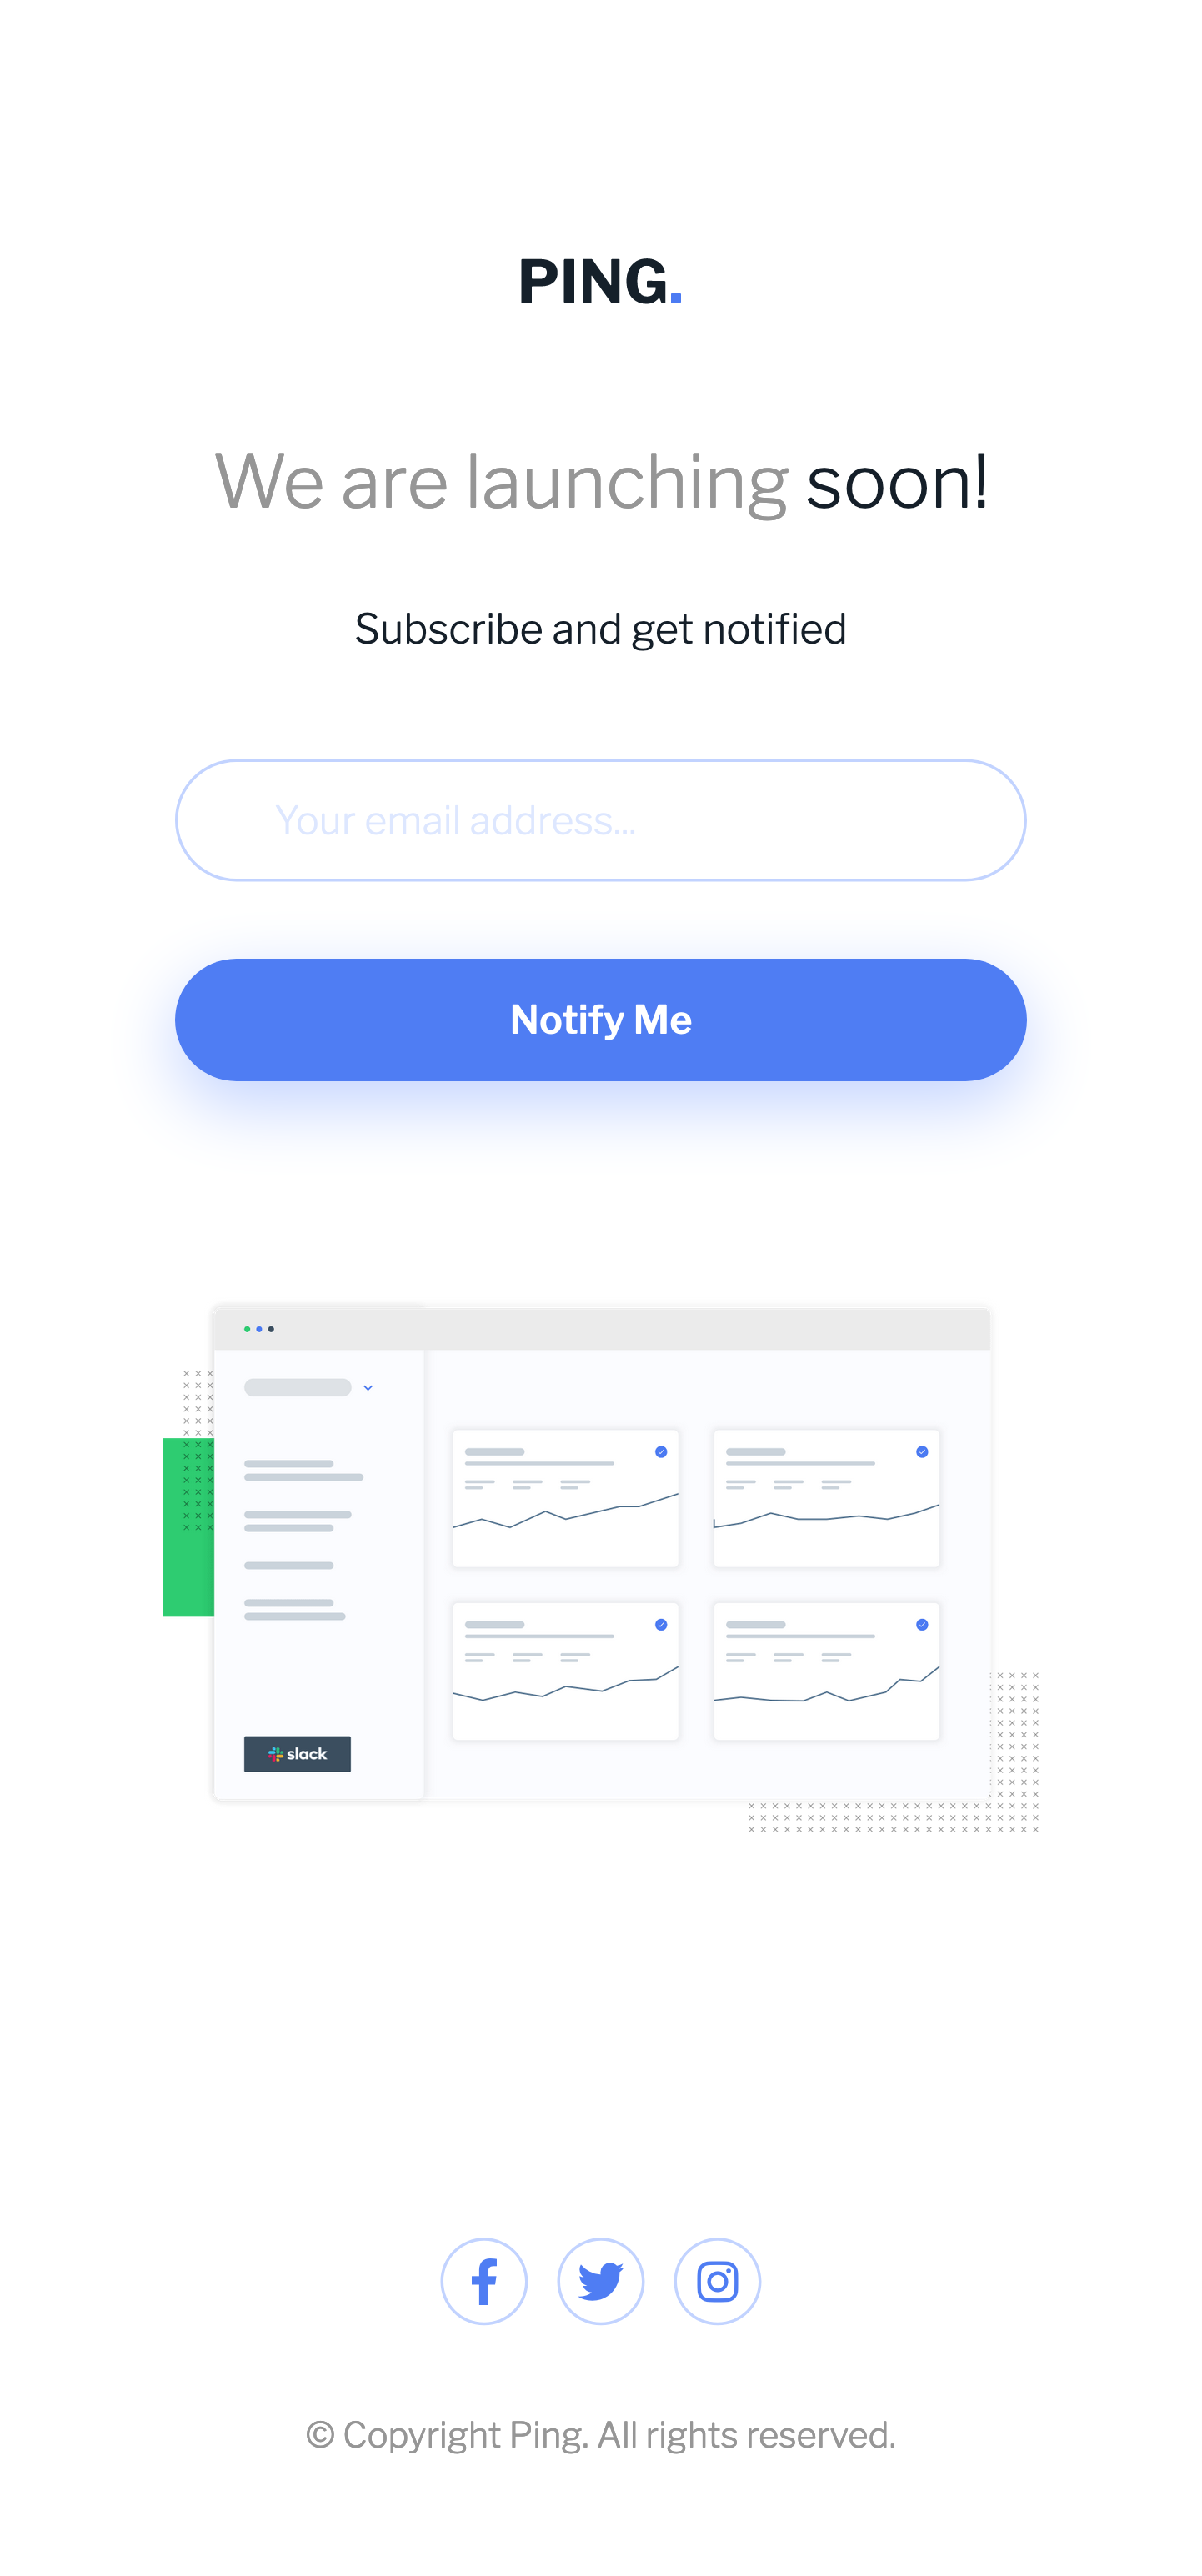 PING.
We are launching soon!
Subscribe and get notified
Your email address...
Notify Me
slack
© Copyright Ping. All rights reserved.